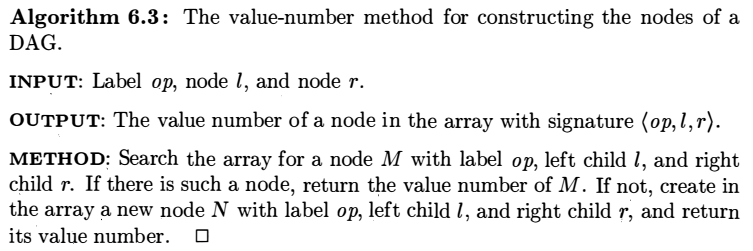 Algorithm 6.3: The value-number method for constructing the nodes of a
DAG.
INPUT: Label op, node l, and node r.
OUTPUT: The value number of a node in the array with signature ⟨op, l, r⟩.
METHOD: Search the array for a node M with label op, left child l, and right
child r. If there is such a node, return the value number of M. If not, create in
the array a new node N with label op, left child l, and right child r, and return
its value number. □